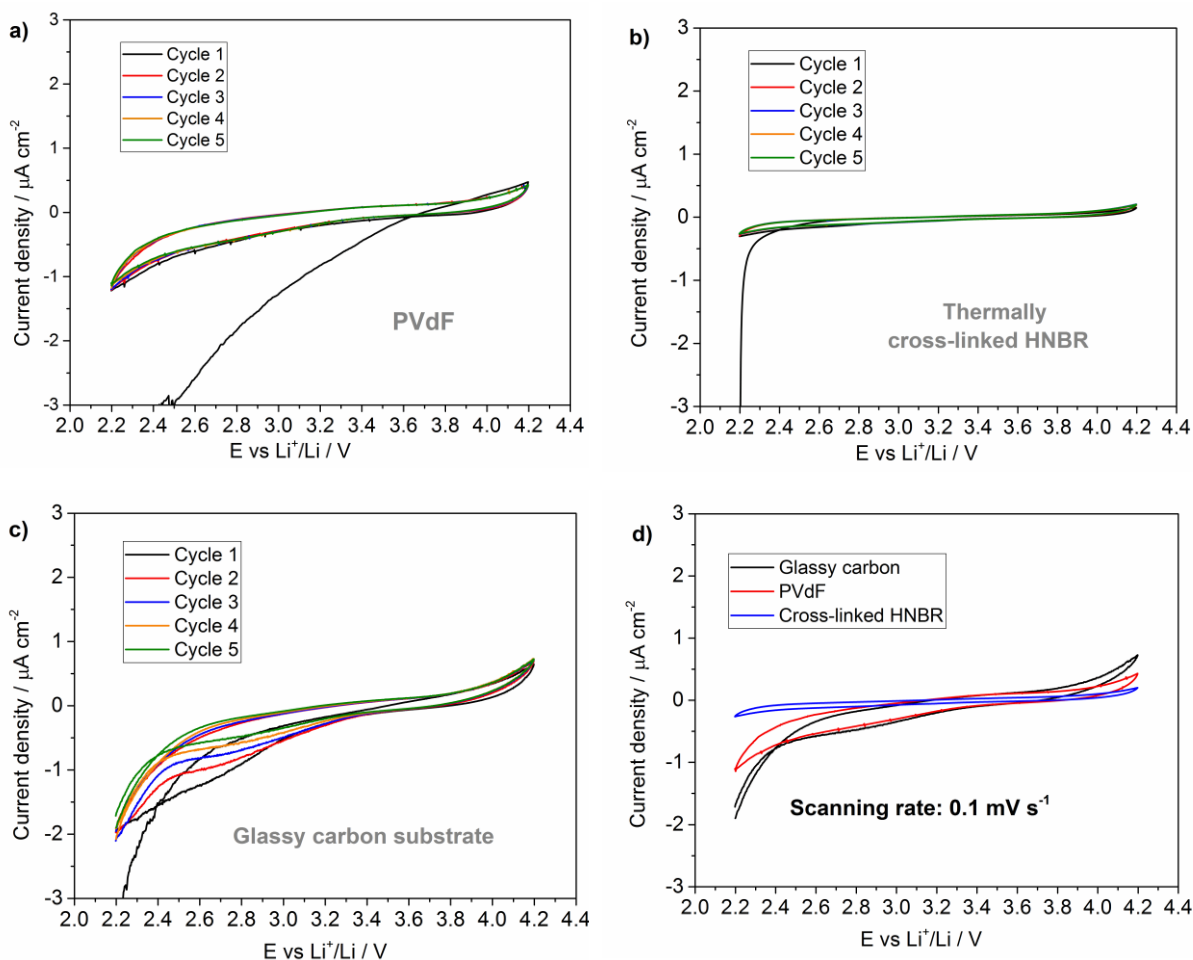 a)
Cycle 1
Cycle 2
Cycle 3
Cycle 4
Cycle 5
PVdF
Current density / μA cm⁻²
3
2
1
0
-1
-2
-3
2.0 2.2 2.4 2.6 2.8 3.0 3.2 3.4 3.6 3.8 4.0 4.2 4.4
E vs Li⁺/Li / V
b)
Cycle 1
Cycle 2
Cycle 3
Cycle 4
Cycle 5
Thermally
cross-linked HNBR
Current density / μA cm⁻²
3
2
1
0
-1
-2
-3
2.0 2.2 2.4 2.6 2.8 3.0 3.2 3.4 3.6 3.8 4.0 4.2 4.4
E vs Li⁺/Li / V
c)
Cycle 1
Cycle 2
Cycle 3
Cycle 4
Cycle 5
Glassy carbon substrate
Current density / μA cm⁻²
3
2
1
0
-1
-2
-3
2.0 2.2 2.4 2.6 2.8 3.0 3.2 3.4 3.6 3.8 4.0 4.2 4.4
E vs Li⁺/Li / V
d)
Glassy carbon
PVdF
Cross-linked HNBR
Scanning rate: 0.1 mV s⁻¹
Current density / μA cm⁻²
3
2
1
0
-1
-2
-3
2.0 2.2 2.4 2.6 2.8 3.0 3.2 3.4 3.6 3.8 4.0 4.2 4.4
E vs Li⁺/Li / V